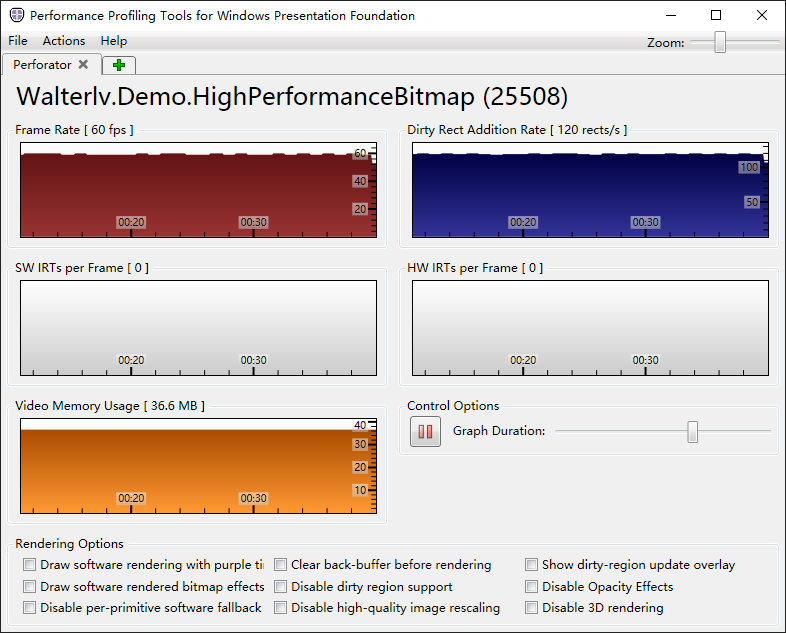 Performance Profiling Tools for Windows Presentation Foundation
File Actions Help
Zoom:
Perforator
Walterlv.Demo.HighPerformanceBitmap (25508)
Frame Rate [ 60 fps ]
60
40
20
00:20 00:30
Dirty Rect Addition Rate [ 120 rects/s ]
100
50
00:20 00:30
SW IRTs per Frame [ 0 ]
00:20 00:30
HW IRTs per Frame [ 0 ]
00:20 00:30
Video Memory Usage [ 36.6 MB ]
40
30
20
10
00:20 00:30
Control Options
Graph Duration:
Rendering Options
Draw software rendering with purple ti Clear back-buffer before rendering Show dirty-region update overlay
Draw software rendered bitmap effects Disable dirty region support Disable Opacity Effects
Disable per-primitive software fallback Disable high-quality image rescaling Disable 3D rendering